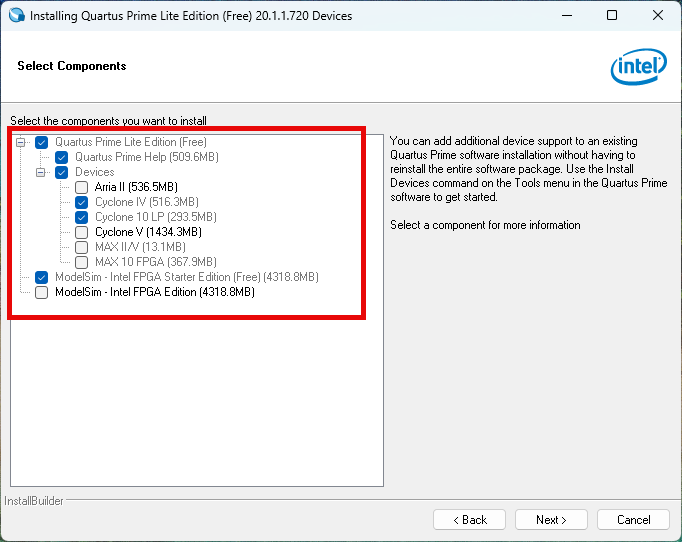 Installing Quartus Prime Lite Edition (Free) 20.1.1.720 Devices
Select Components
intel
Select the components you want to install
Quartus Prime Lite Edition (Free)
Quartus Prime Help (509.6MB)
Devices
Arria II (536.5MB)
Cyclone IV (516.3MB)
Cyclone 10 LP (293.5MB)
Cyclone V (1434.3MB)
MAX II/V (13.1MB)
MAX 10 FPGA (367.9MB)
ModelSim - Intel FPGA Starter Edition (Free) (4318.8MB)
ModelSim - Intel FPGA Edition (4318.8MB)
You can add additional device support to an existing
Quartus Prime software installation without having to
reinstall the entire software package. Use the Install
Devices command on the Tools menu in the Quartus Prime
software to get started.
Select a component for more information
InstallBuilder
< Back
Next >
Cancel